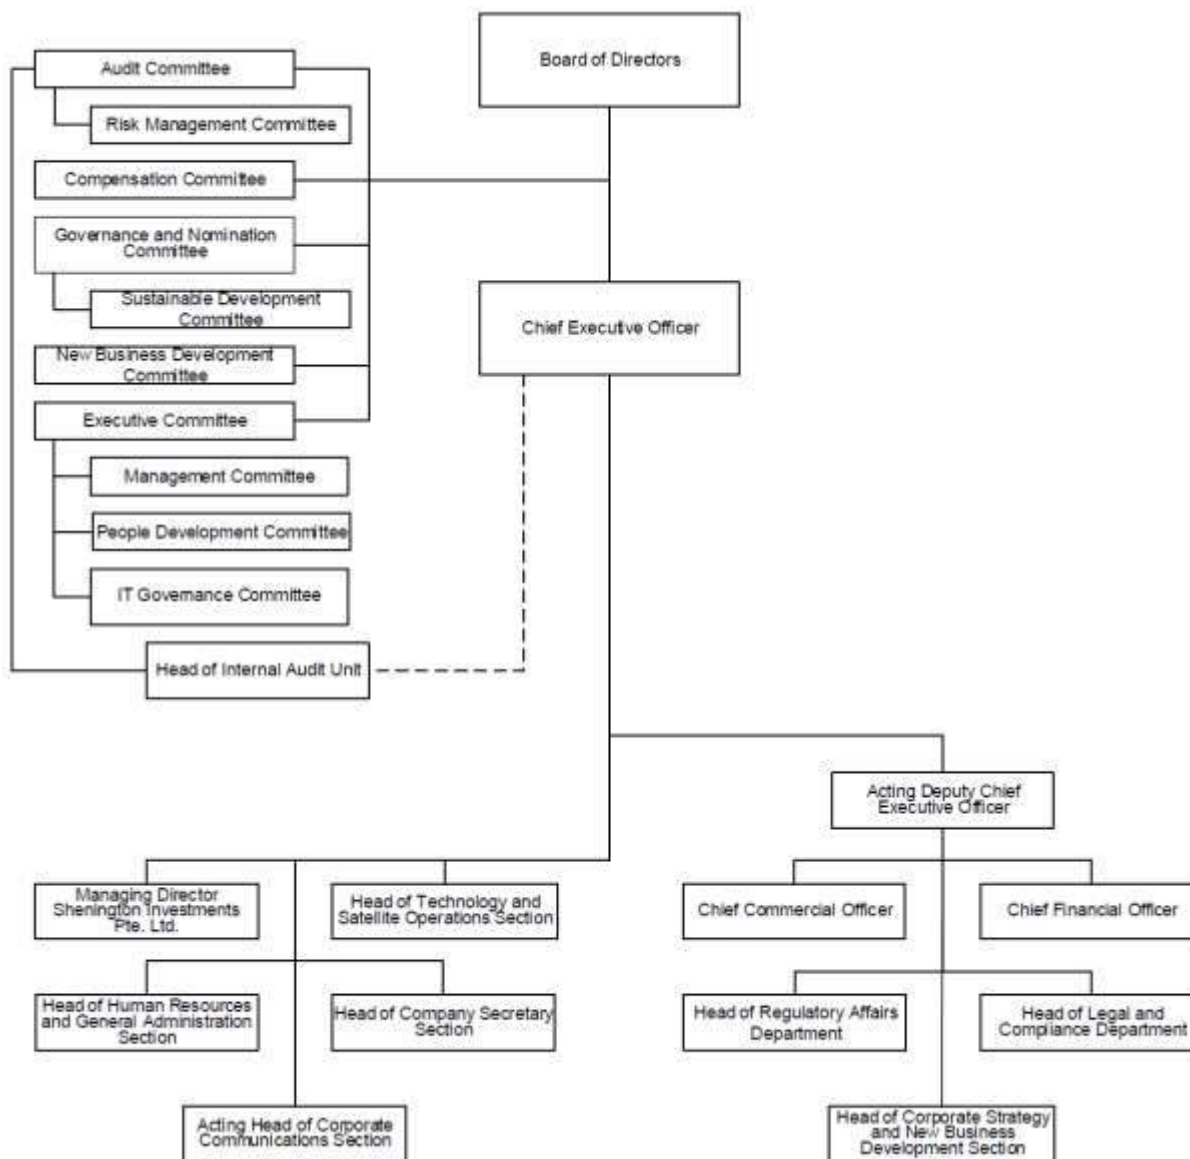 Board of Directors
Audit Committee
Risk Management Committee
Compensation Committee
Governance and Nomination
Committee
Sustainable Development
Committee
Chief Executive Officer
New Business Development
Committee
Executive Committee
Management Committee
People Development Committee
IT Governance Committee
Head of Internal Audit Unit
Acting Deputy Chief
Executive Officer
Managing Director
Shenington Investments
Pte. Ltd.
Head of Technology and
Satellite Operations Section
Chief Commercial Officer
Chief Financial Officer
Head of Human Resources
and General Administration
Section
Head of Company Secretary
Section
Head of Regulatory Affairs
Department
Head of Legal and
Compliance Department
Acting Head of Corporate
Communications Section
Head of Corporate Strategy
and New Business
Development Section